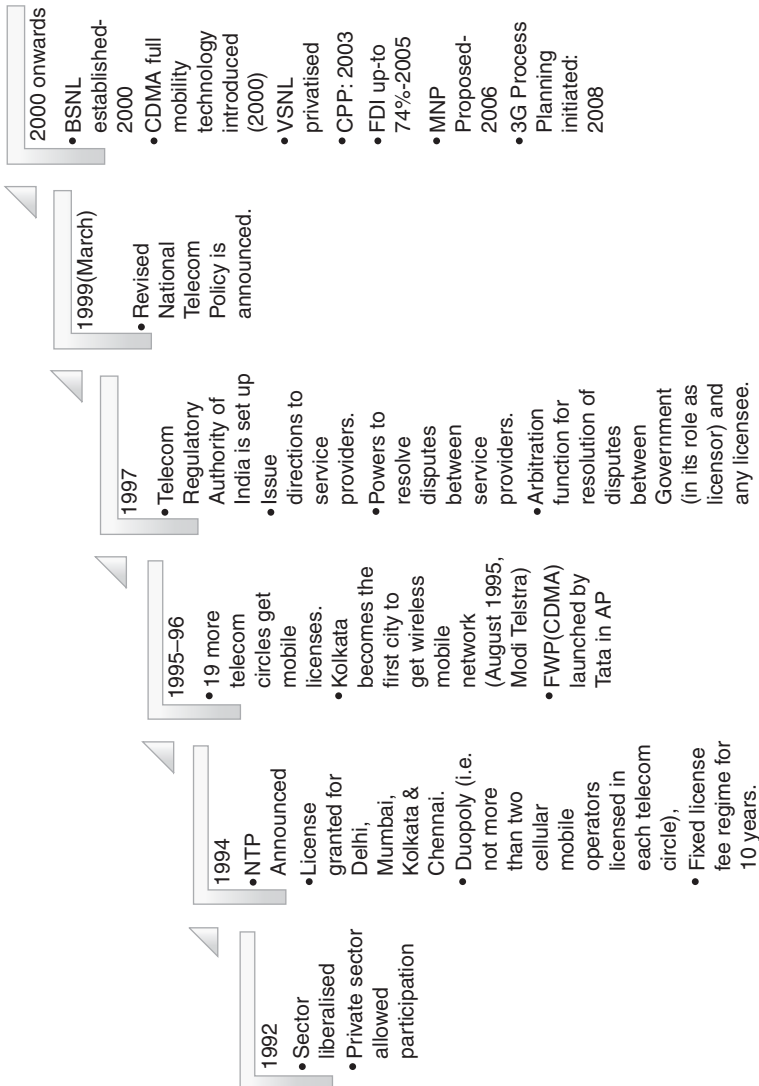 1992
• Sector
liberalised
• Private sector
allowed
participation
1994
• NTP
Announced
• License
granted for
Delhi,
Mumbai,
Kolkata &
Chennai.
• Duopoly (i.e.
not more
than two
cellular
mobile
operators
licensed in
each telecom
circle),
• Fixed license
fee regime for
10 years.
1995–96
• 19 more
telecom
circles get
mobile
licenses.
• Kolkata
becomes the
first city to
get wireless
mobile
network
(August 1995,
Modi Telstra)
• FWP(CDMA)
launched by
Tata in AP
1997
• Telecom
Regulatory
Authority of
India is set up
• Issue
directions to
service
providers.
• Powers to
resolve
disputes
between
service
providers.
• Arbitration
function for
resolution of
disputes
between
Government
(in its role as
licensor) and
any licensee.
1999(March)
• Revised
National
Telecom
Policy is
announced.
2000 onwards
• BSNL
established-
2000
• CDMA full
mobility
technology
introduced
(2000)
• VSNL
privatised
• CPP: 2003
• FDI up-to
74%-2005
• MNP
Proposed-
2006
• 3G Process
Planning
initiated:
2008